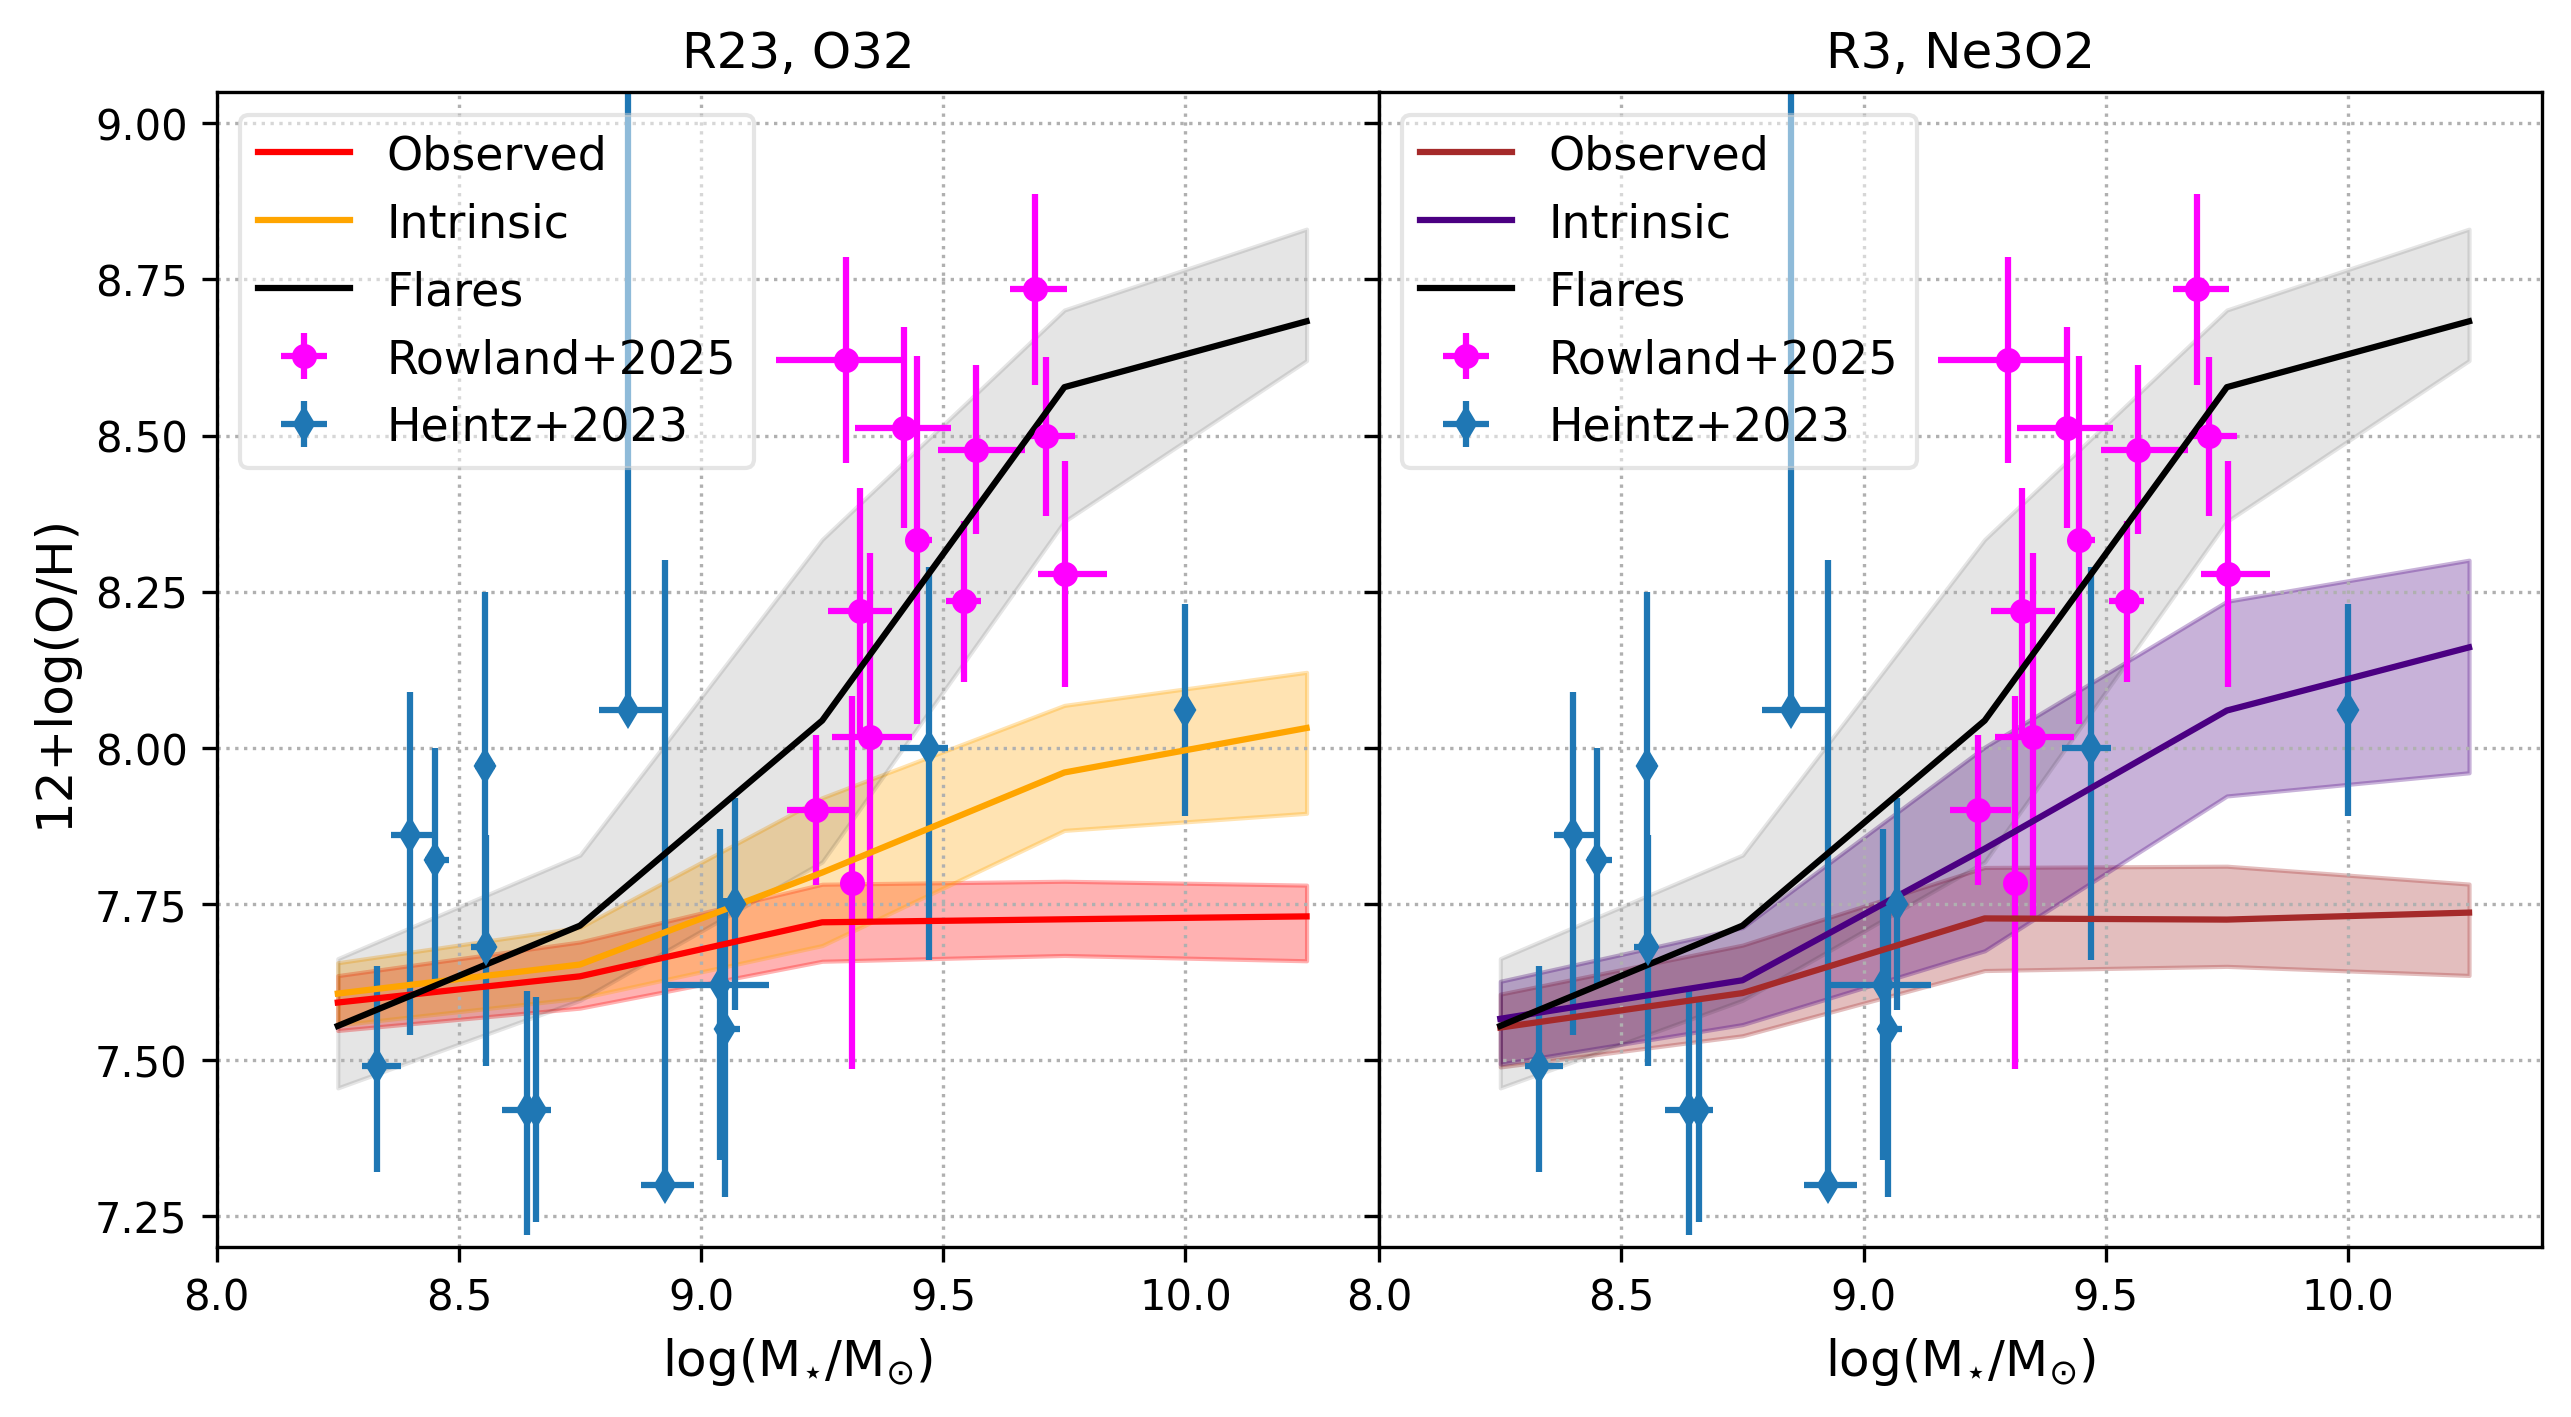 R23, O32
R3, Ne3O2
12+log(O/H)
9.00
8.75
8.50
8.25
8.00
7.75
7.50
7.25
Observed
Intrinsic
Flares
Rowland+2025
Heintz+2023
Observed
Intrinsic
Flares
Rowland+2025
Heintz+2023
8.0 8.5 9.0 9.5 10.0
8.0 8.5 9.0 9.5 10.0
log(M⋆/M⊙)
log(M⋆/M⊙)